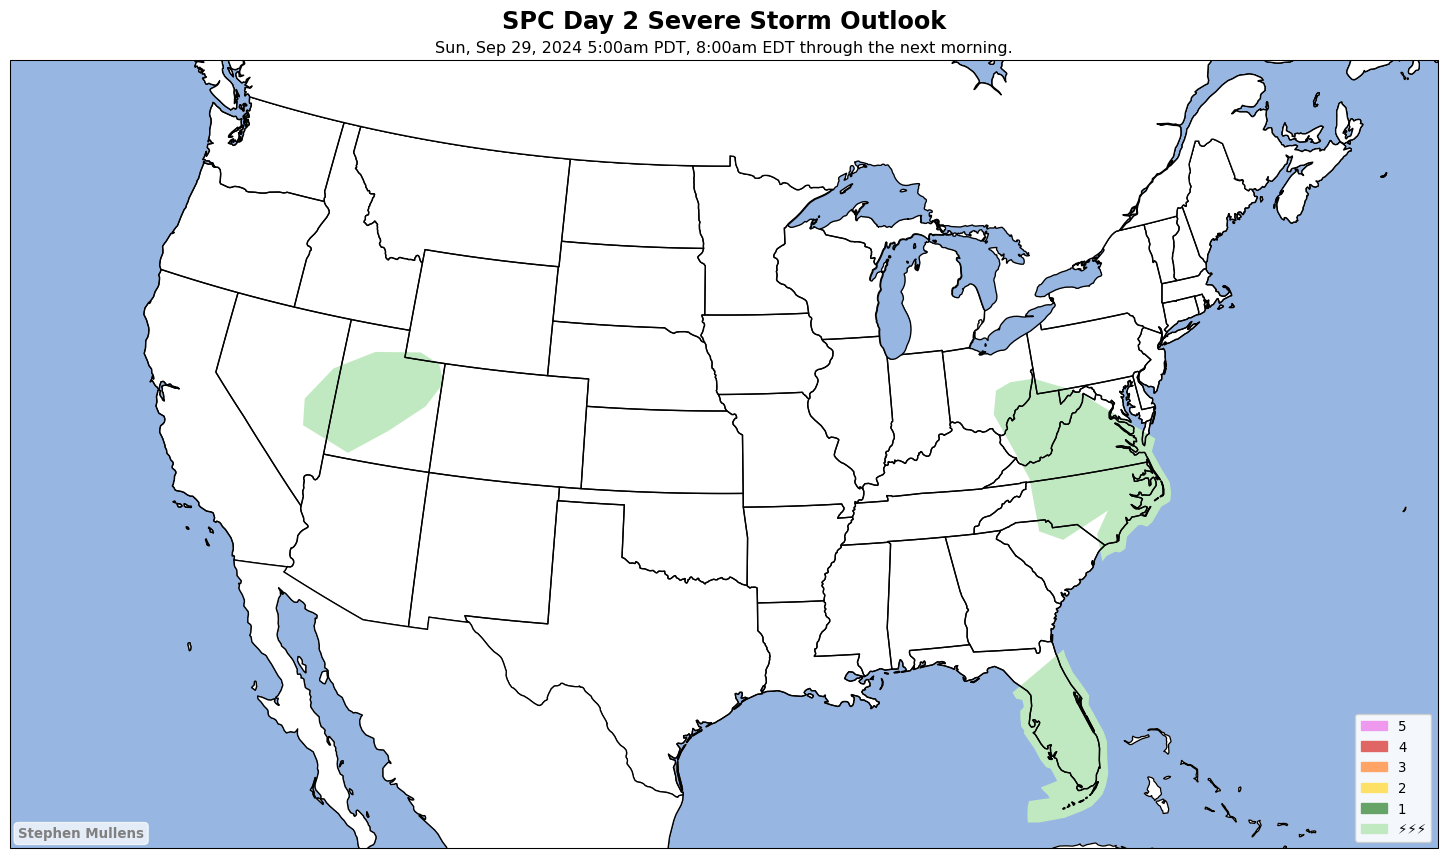 SPC Day 2 Severe Storm Outlook
Sun, Sep 29, 2024 5:00am PDT, 8:00am EDT through the next morning.
5
4
3
2
1
⚡⚡⚡
Stephen Mullens